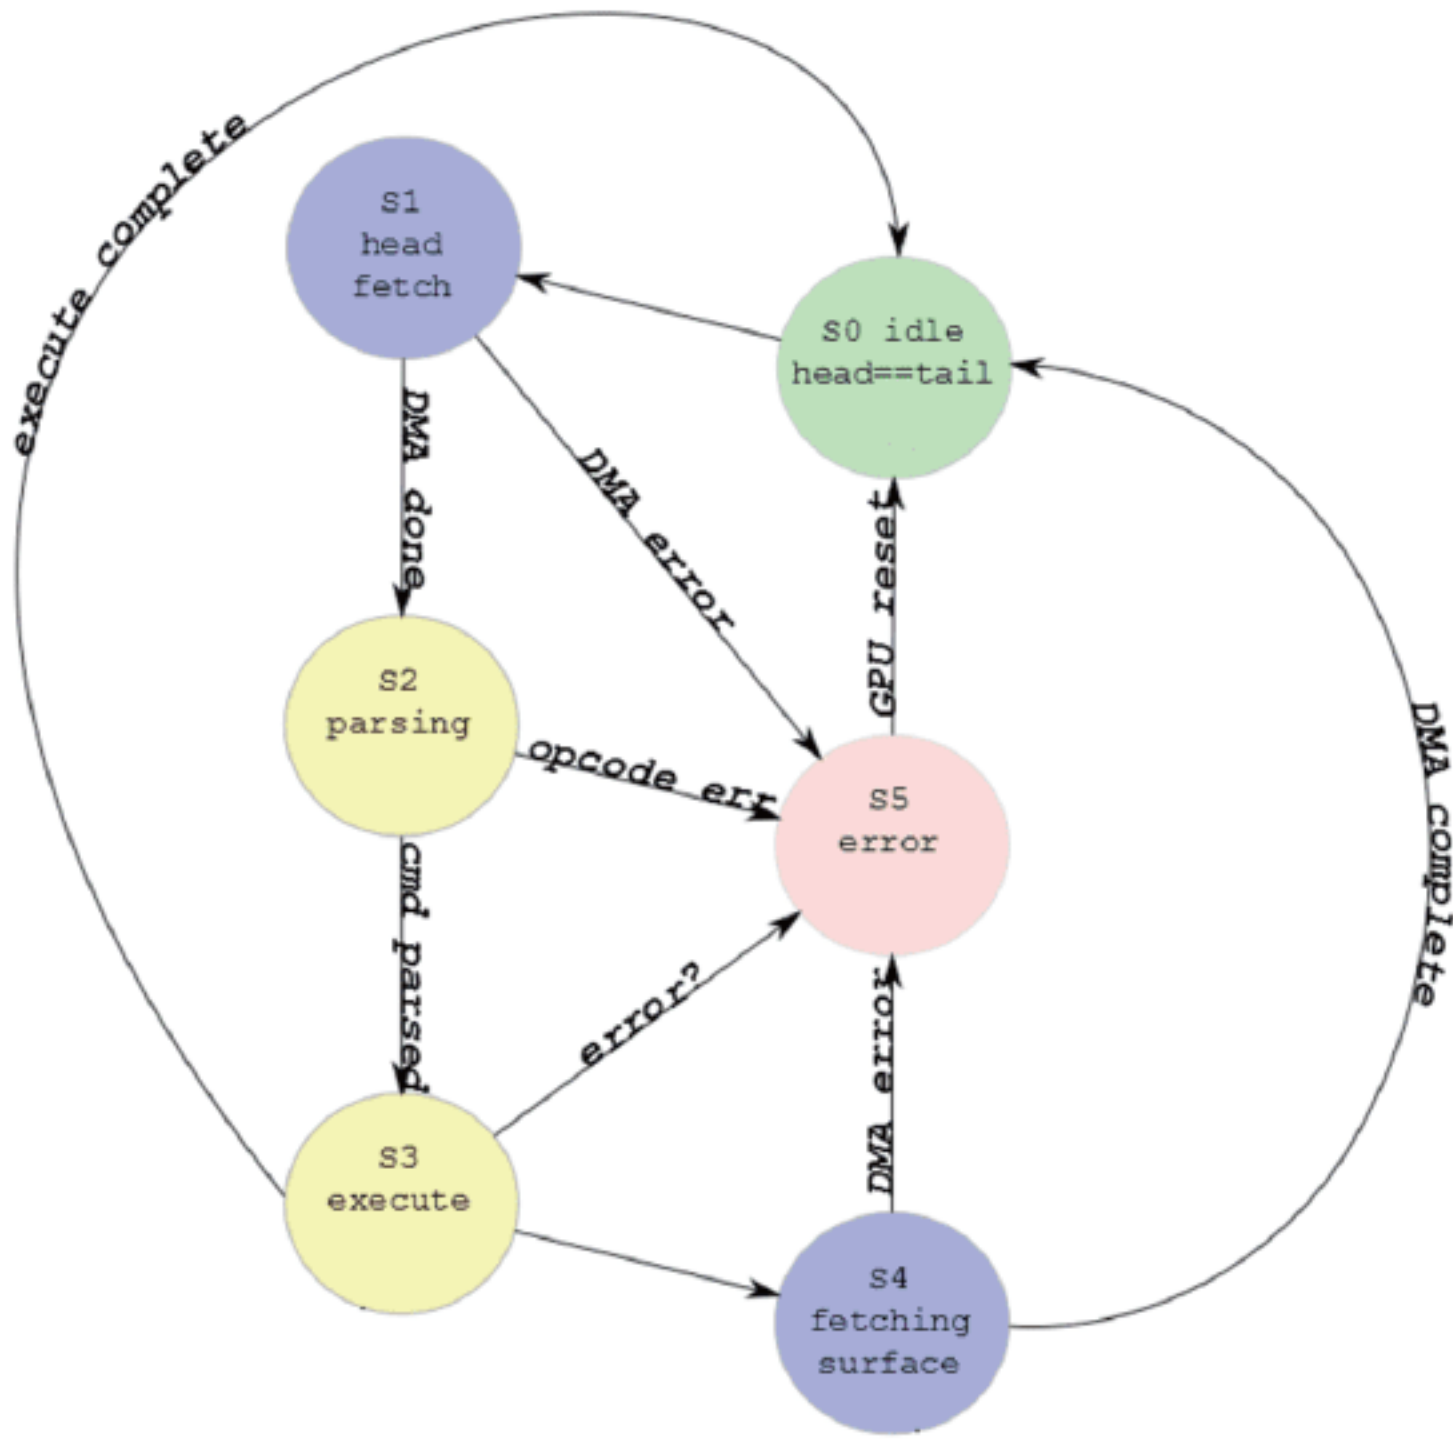 execute complete
S1
head
fetch
S0 idle
head==tail
DMA done
DMA error
GPU reset
S2
parsing
opcode err
S5
error
DMA complete
cmd parsed
error?
DMA error
S3
execute
S4
fetching
surface